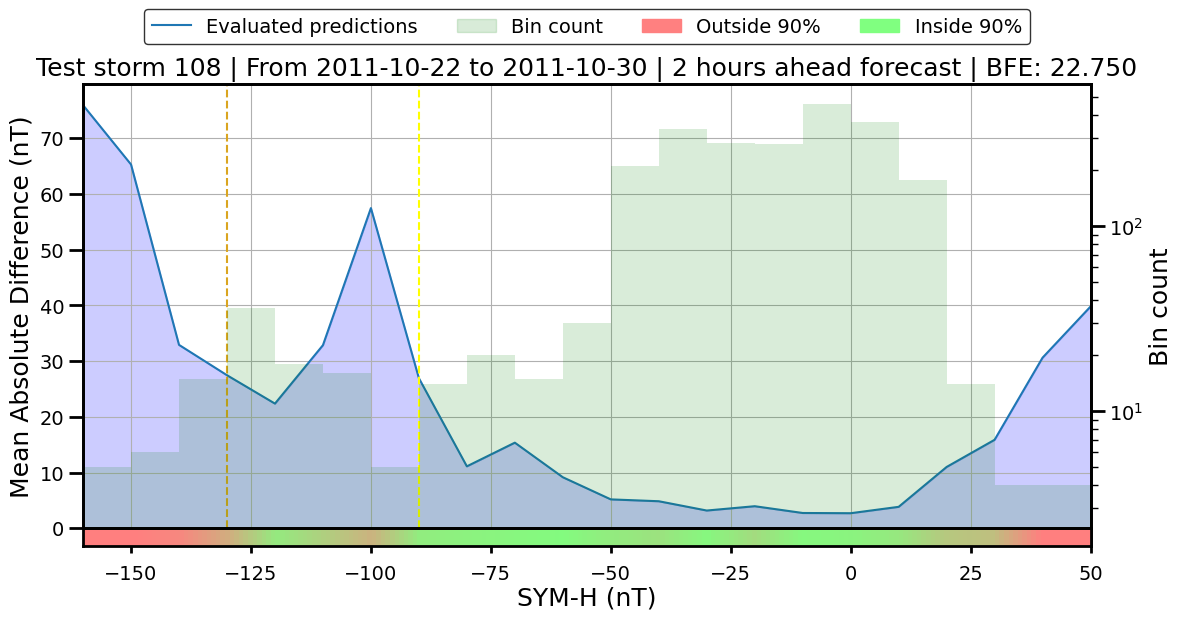 Evaluated predictions Bin count Outside 90% Inside 90%
Test storm 108 | From 2011-10-22 to 2011-10-30 | 2 hours ahead forecast | BFE: 22.750
Mean Absolute Difference (nT)
70
60
50
40
30
20
10
0
10²
10¹
Bin count
−150 −125 −100 −75 −50 −25 0 25 50
SYM-H (nT)